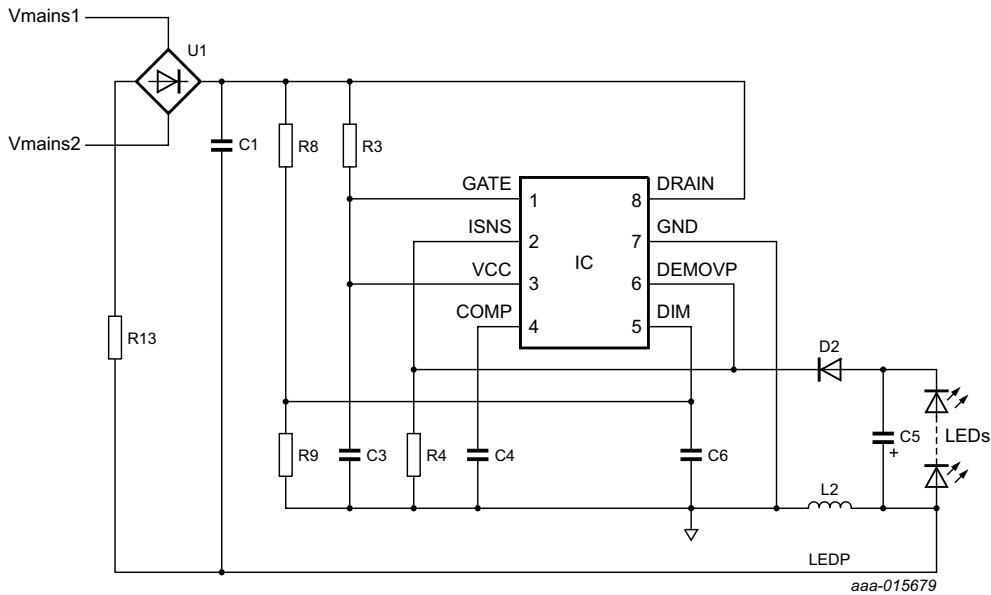 Vmains1
U1
Vmains2
C1
R8
R3
GATE
DRAIN
1
8
ISNS
GND
2
7
IC
VCC
DEMOVP
3
6
COMP
DIM
4
5
R13
D2
R9
C3
R4
C4
C6
C5
+
LEDs
L2
LEDP
aaa-015679